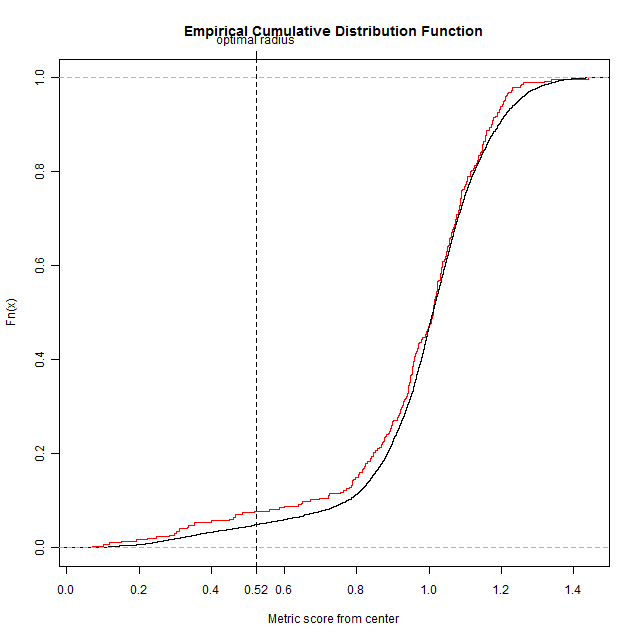 Empirical Cumulative Distribution Function
optimal radius
1.0
0.8
0.6
0.4
0.2
0.0
Fn(x)
0.0 0.2 0.4 0.52 0.6 0.8 1.0 1.2 1.4
Metric score from center